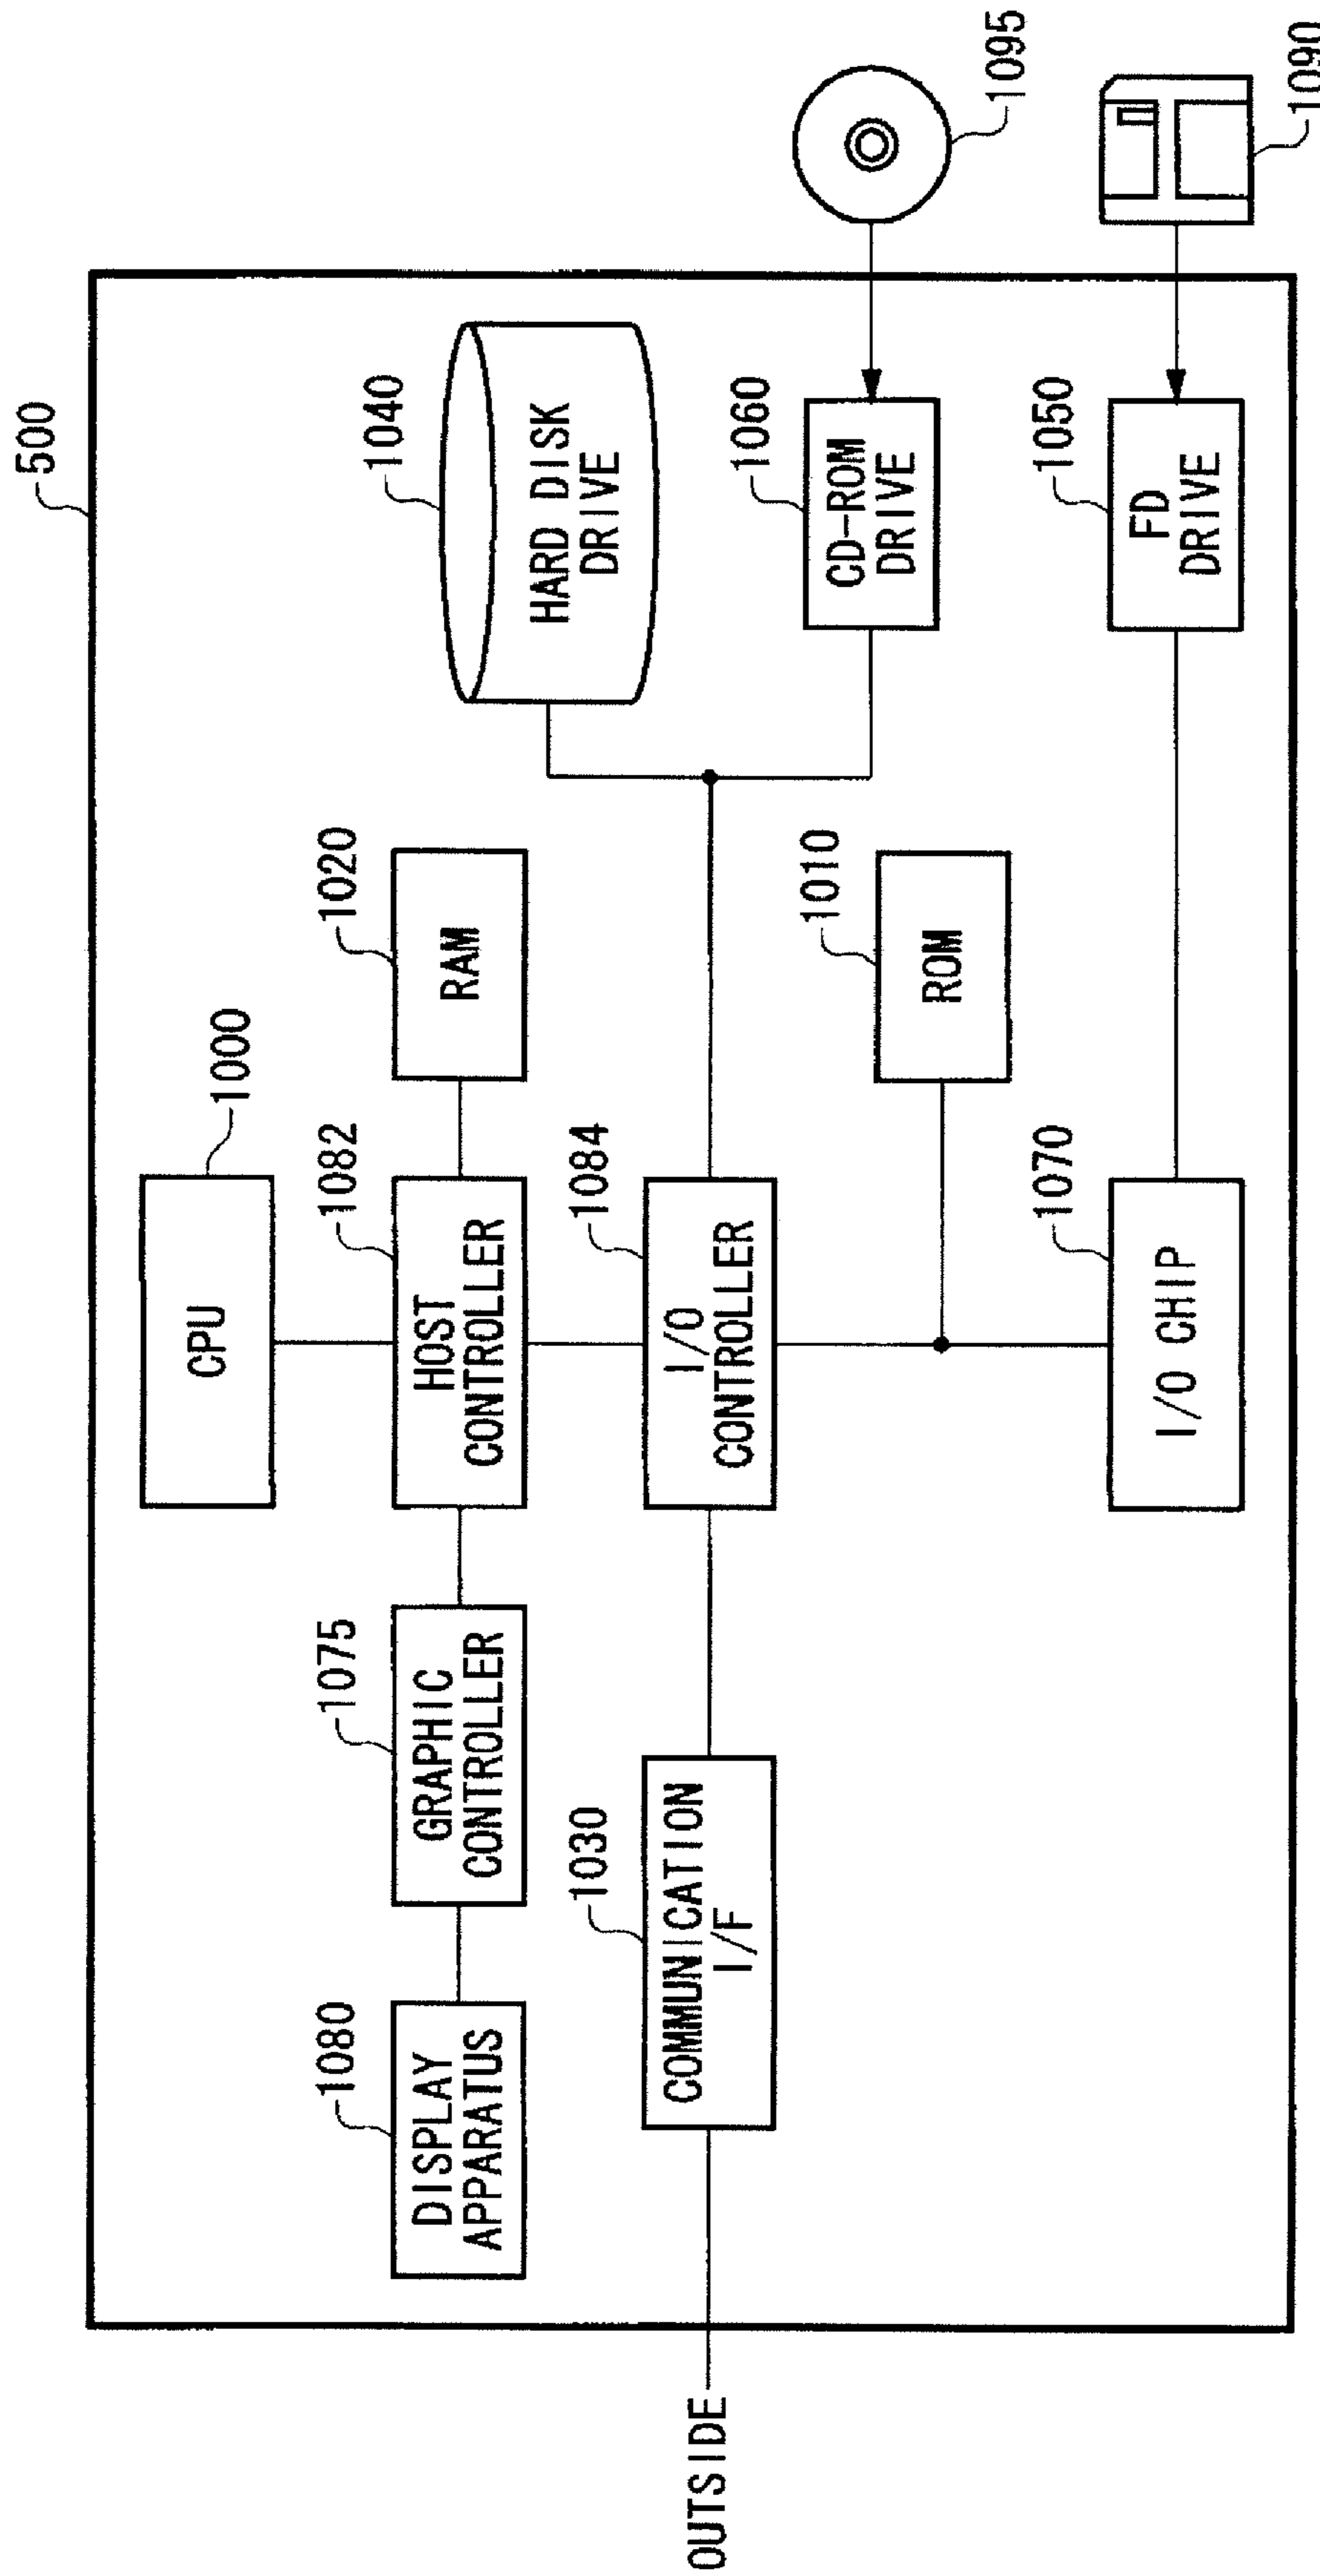 500
CPU
1000
DISPLAY
APPARATUS
1080
GRAPHIC
CONTROLLER
1075
HOST
CONTROLLER
1082
RAM
1020
HARD DISK
DRIVE
1040
OUTSIDE
COMMUNICATION
I/F
1030
I/O
CONTROLLER
1084
CD-ROM
DRIVE
1060
1095
ROM
1010
I/O CHIP
1070
FD
DRIVE
1050
1090